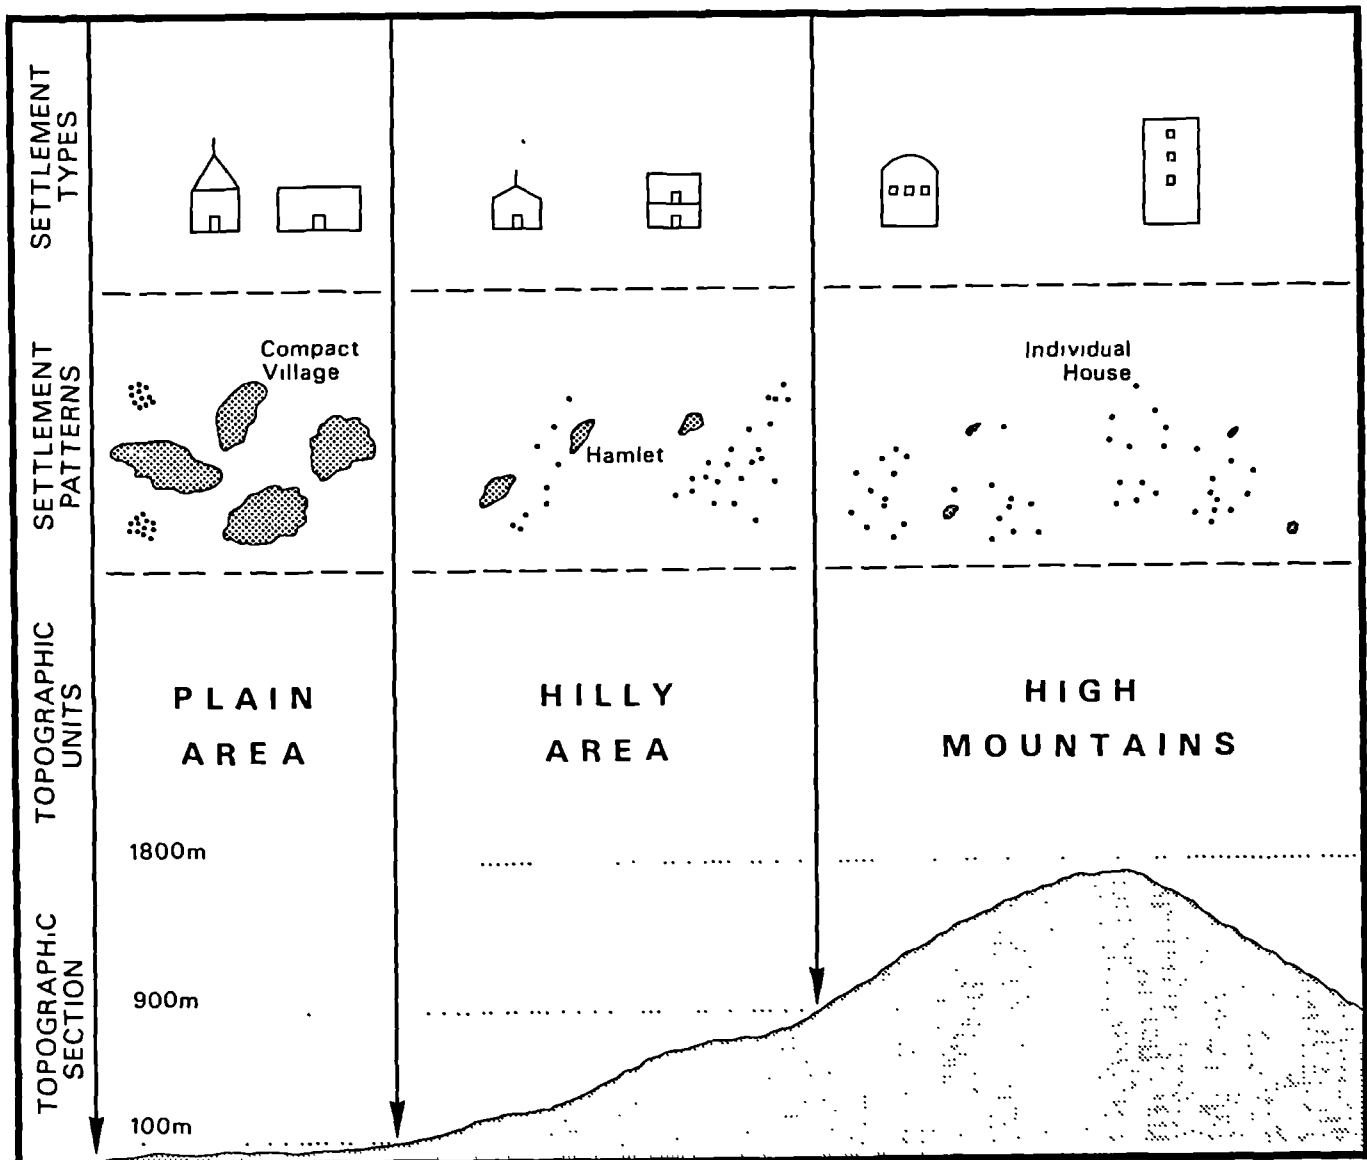 SETTLEMENT
TYPES
SETTLEMENT
PATTERNS
Compact
Village
Hamlet
Individual
House
TOPOGRAPHIC
UNITS
PLAIN
AREA
HILLY
AREA
HIGH
MOUNTAINS
TOPOGRAPH.C
SECTION
1800m
900m
100m